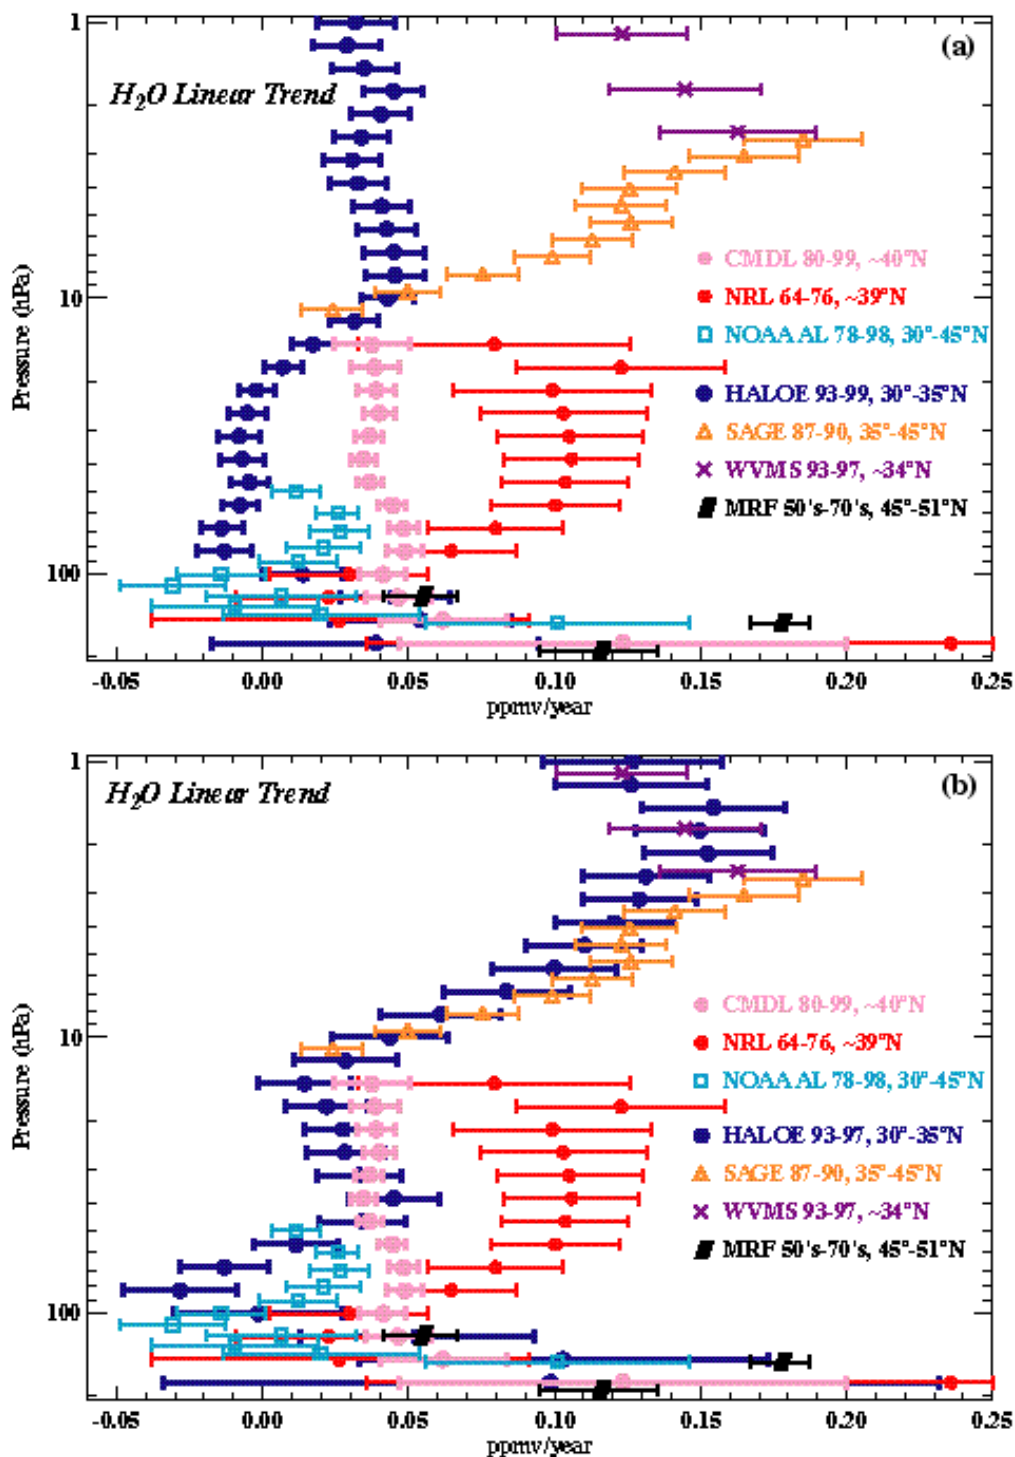 1
(a)
H₂O Linear Trend
CMDL 80-99, ~40°N
Pressure (hPa)
10
NRL 64-76, ~39°N
NOAA AL 78-98, 30°-45°N
HALOE 93-99, 30°-35°N
SAGE 87-90, 35°-45°N
WVMS 93-97, ~34°N
MRF 50's-70's, 45°-51°N
100
-0.05 0.00 0.05 0.10 0.15 0.20 0.25
ppmv/year
1
(b)
H₂O Linear Trend
CMDL 80-99, ~40°N
Pressure (hPa)
10
NRL 64-76, ~39°N
NOAA AL 78-98, 30°-45°N
HALOE 93-97, 30°-35°N
SAGE 87-90, 35°-45°N
WVMS 93-97, ~34°N
MRF 50's-70's, 45°-51°N
100
-0.05 0.00 0.05 0.10 0.15 0.20 0.25
ppmv/year